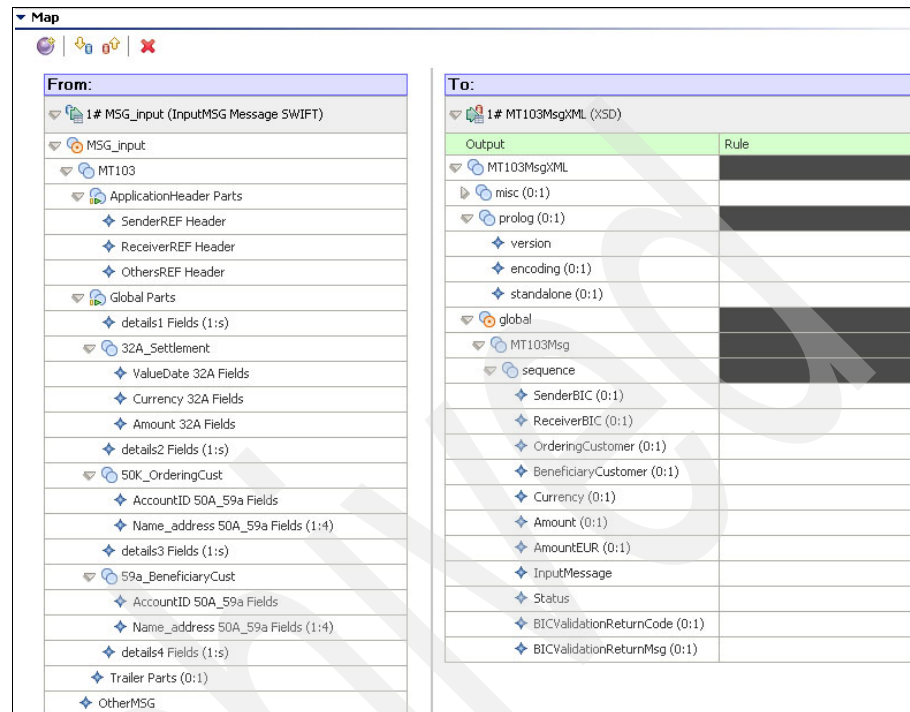 Map
From:
1# MSG_input (InputMSG Message SWIFT)
MSG_input
MT103
ApplicationHeader Parts
SenderREF Header
ReceiverREF Header
OthersREF Header
Global Parts
details1 Fields (1:s)
32A_Settlement
ValueDate 32A Fields
Currency 32A Fields
Amount 32A Fields
details2 Fields (1:s)
50K_OrderingCust
AccountID 50A_59a Fields
Name_address 50A_59a Fields (1:4)
details3 Fields (1:s)
59a_BeneficiaryCust
AccountID 50A_59a Fields
Name_address 50A_59a Fields (1:4)
details4 Fields (1:s)
Trailer Parts (0:1)
OtherMSG
To:
1# MT103MsgXML (XSD)
Output Rule
MT103MsgXML
misc (0:1)
prolog (0:1)
version
encoding (0:1)
standalone (0:1)
global
MT103Msg
sequence
SenderBIC (0:1)
ReceiverBIC (0:1)
OrderingCustomer (0:1)
BeneficiaryCustomer (0:1)
Currency (0:1)
Amount (0:1)
AmountEUR (0:1)
InputMessage
Status
BICValidationReturnCode (0:1)
BICValidationReturnMsg (0:1)